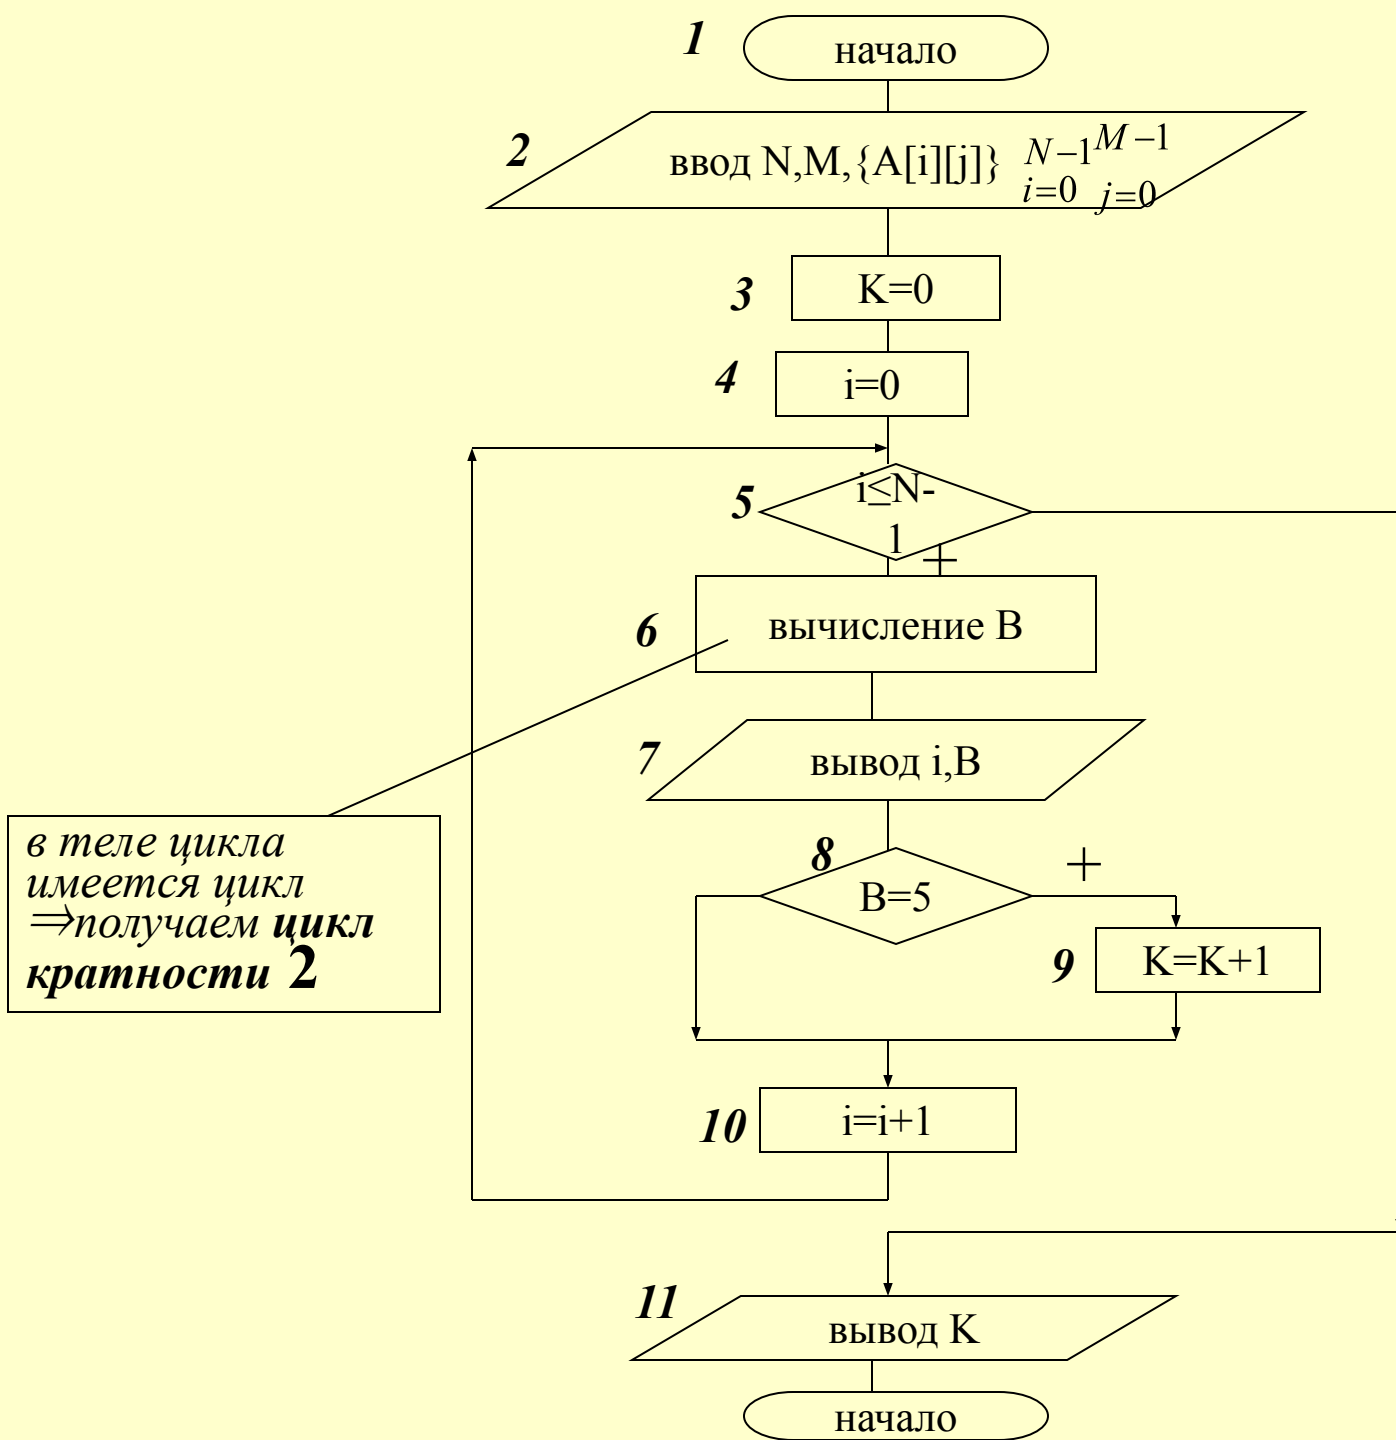 1
начало
2
ввод N,M,{A[i][j]} N−1 M−1
i=0 j=0
3
K=0
4
i=0
5
i≤N-
1
+
6
вычисление B
7
вывод i,B
в теле цикла
имеется цикл
⇒получаем цикл
кратности 2
8
B=5
+
9
K=K+1
10
i=i+1
11
вывод K
начало